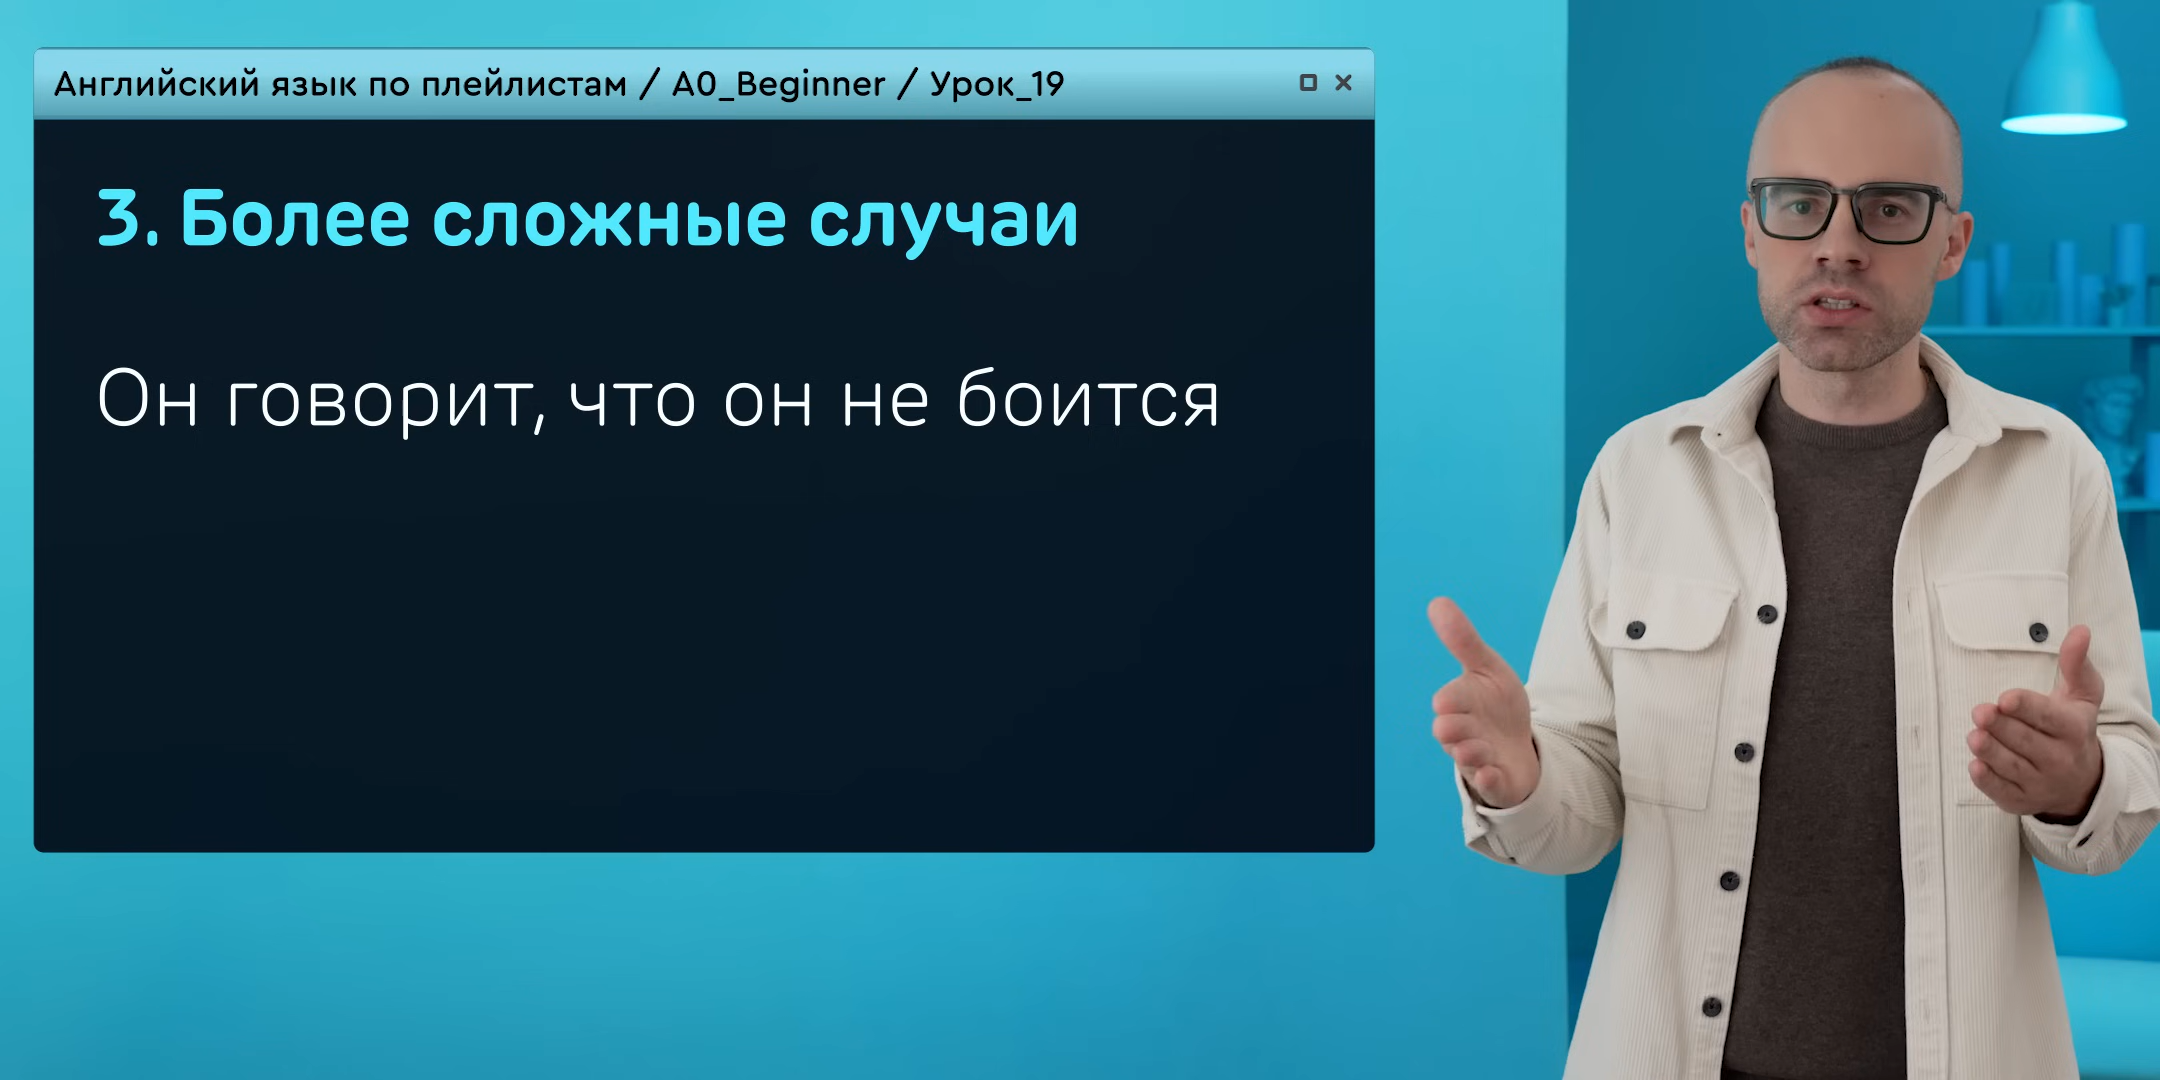 Английский язык по плейлистам / A0_Beginner / Урок_19
3. Более сложные случаи
Он говорит, что он не боится